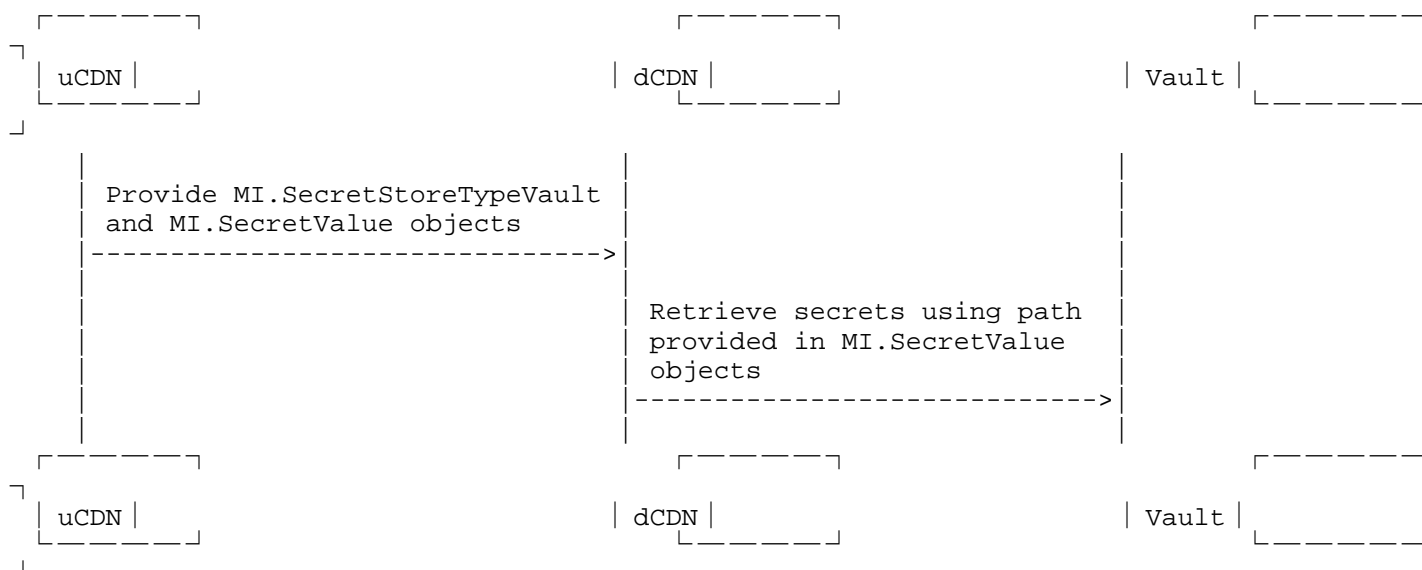 uCDN dCDN Vault
Provide MI.SecretStoreTypeVault
and MI.SecretValue objects
Retrieve secrets using path
provided in MI.SecretValue
objects
uCDN dCDN Vault